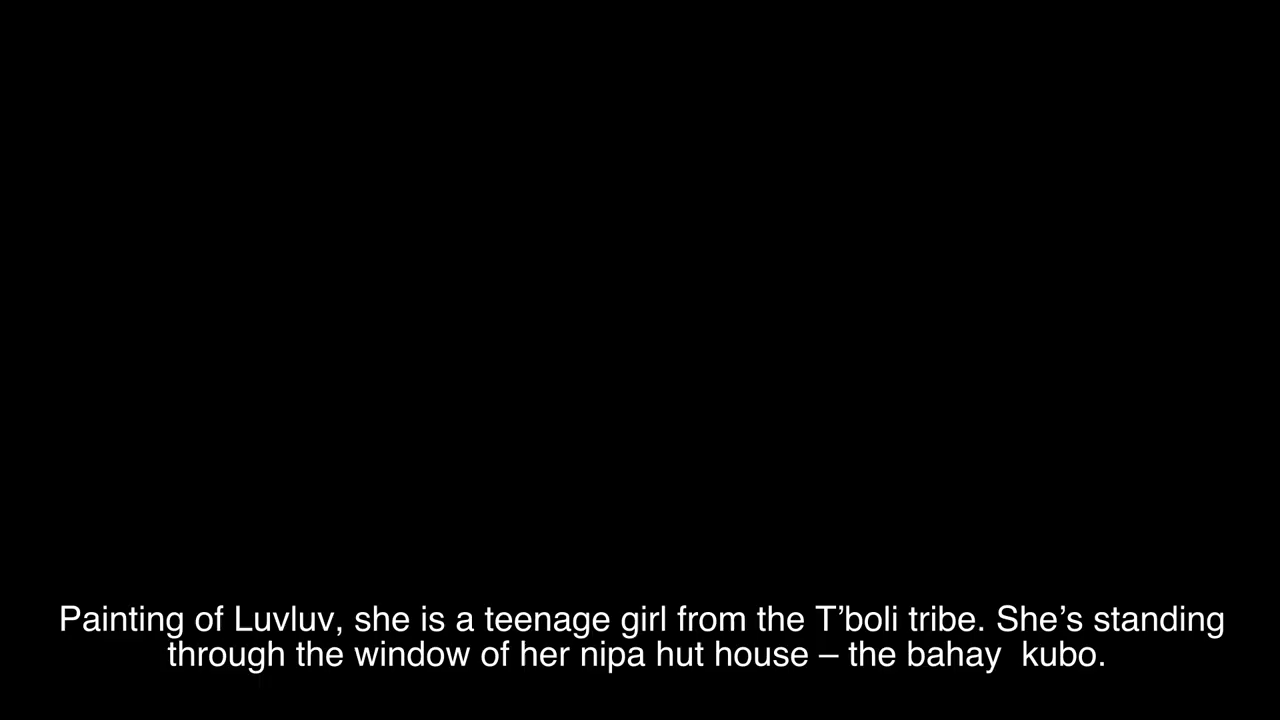 Painting of Luvluv, she is a teenage girl from the T’boli tribe. She’s standing
through the window of her nipa hut house – the bahay  kubo.